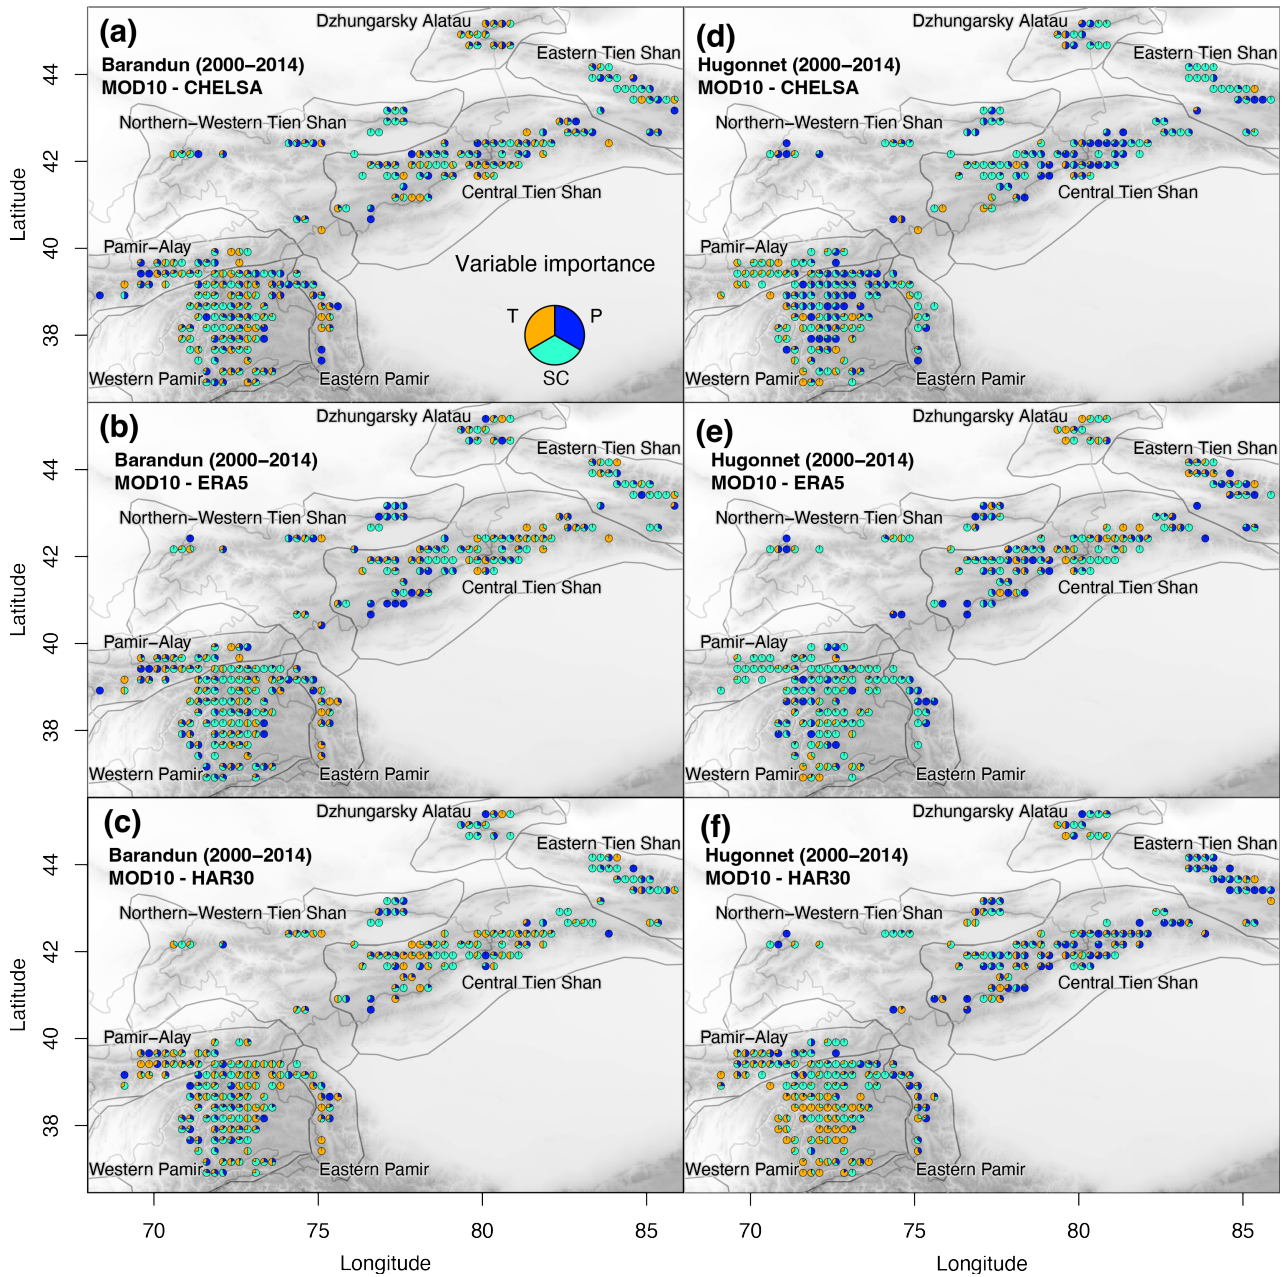 (a)
Barandun (2000–2014)
MOD10 - CHELSA
Dzhungarsky Alatau
Eastern Tien Shan
Northern–Western Tien Shan
Central Tien Shan
Pamir–Alay
Western Pamir
Eastern Pamir
Variable importance
T
P
SC
Latitude
44
42
40
38
(d)
Hugonnet (2000–2014)
MOD10 - CHELSA
Dzhungarsky Alatau
Eastern Tien Shan
Northern–Western Tien Shan
Central Tien Shan
Pamir–Alay
Western Pamir
Eastern Pamir
(b)
Barandun (2000–2014)
MOD10 - ERA5
Dzhungarsky Alatau
Eastern Tien Shan
Northern–Western Tien Shan
Central Tien Shan
Pamir–Alay
Western Pamir
Eastern Pamir
Latitude
44
42
40
38
(e)
Hugonnet (2000–2014)
MOD10 - ERA5
Dzhungarsky Alatau
Eastern Tien Shan
Northern–Western Tien Shan
Central Tien Shan
Pamir–Alay
Western Pamir
Eastern Pamir
(c)
Barandun (2000–2014)
MOD10 - HAR30
Dzhungarsky Alatau
Eastern Tien Shan
Northern–Western Tien Shan
Central Tien Shan
Pamir–Alay
Western Pamir
Eastern Pamir
Latitude
44
42
40
38
70 75 80 85
Longitude
(f)
Hugonnet (2000–2014)
MOD10 - HAR30
Dzhungarsky Alatau
Eastern Tien Shan
Northern–Western Tien Shan
Central Tien Shan
Pamir–Alay
Western Pamir
Eastern Pamir
70 75 80 85
Longitude